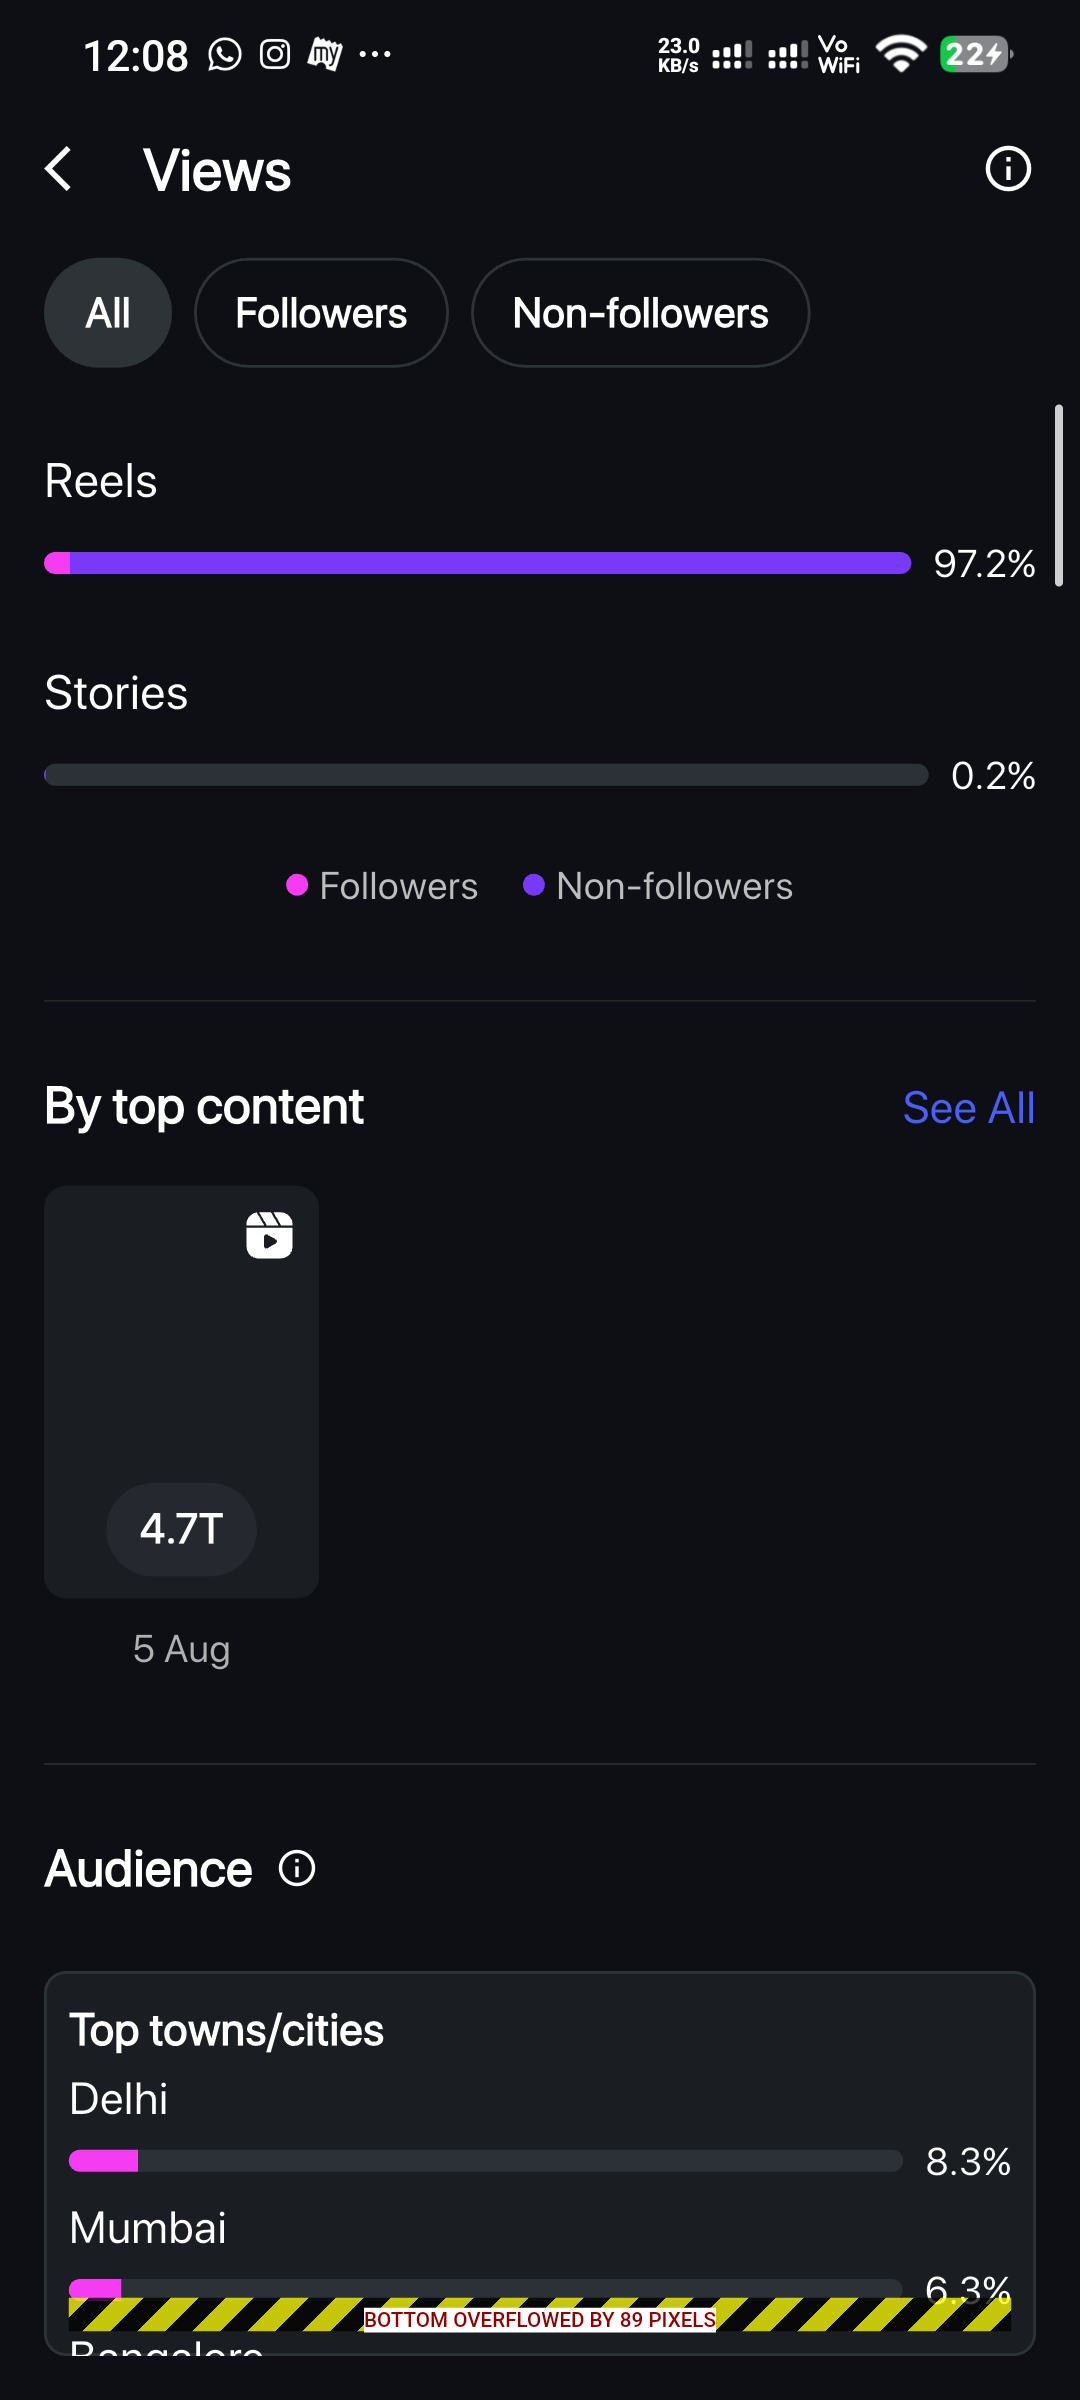 12:08
23.0
KB/s
Vo
WiFi
22
my
Views
All
Followers
Non-followers
Reels
97.2%
Stories
0.2%
Followers
Non-followers
By top content
See All
4.7T
5 Aug
Audience
Top towns/cities
Delhi
8.3%
Mumbai
6.3%
BOTTOM OVERFLOWED BY 89 PIXELS
Bangalore